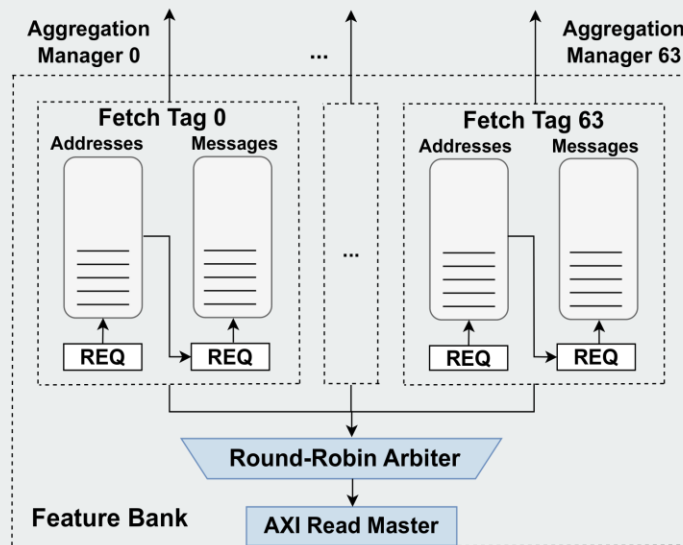 Aggregation
Manager 0
...
Aggregation
Manager 63
Fetch Tag 0
Addresses
Messages
REQ
REQ
...
Fetch Tag 63
Addresses
Messages
REQ
REQ
Round-Robin Arbiter
Feature Bank
AXI Read Master